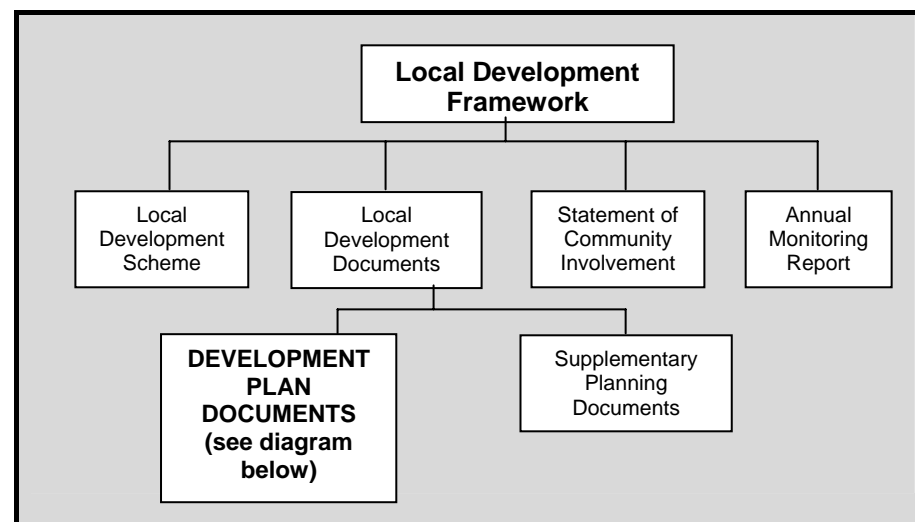 Local Development
Framework
Local
Development
Scheme
Local
Development
Documents
Statement of
Community
Involvement
Annual
Monitoring
Report
DEVELOPMENT
PLAN
DOCUMENTS
(see diagram
below)
Supplementary
Planning
Documents